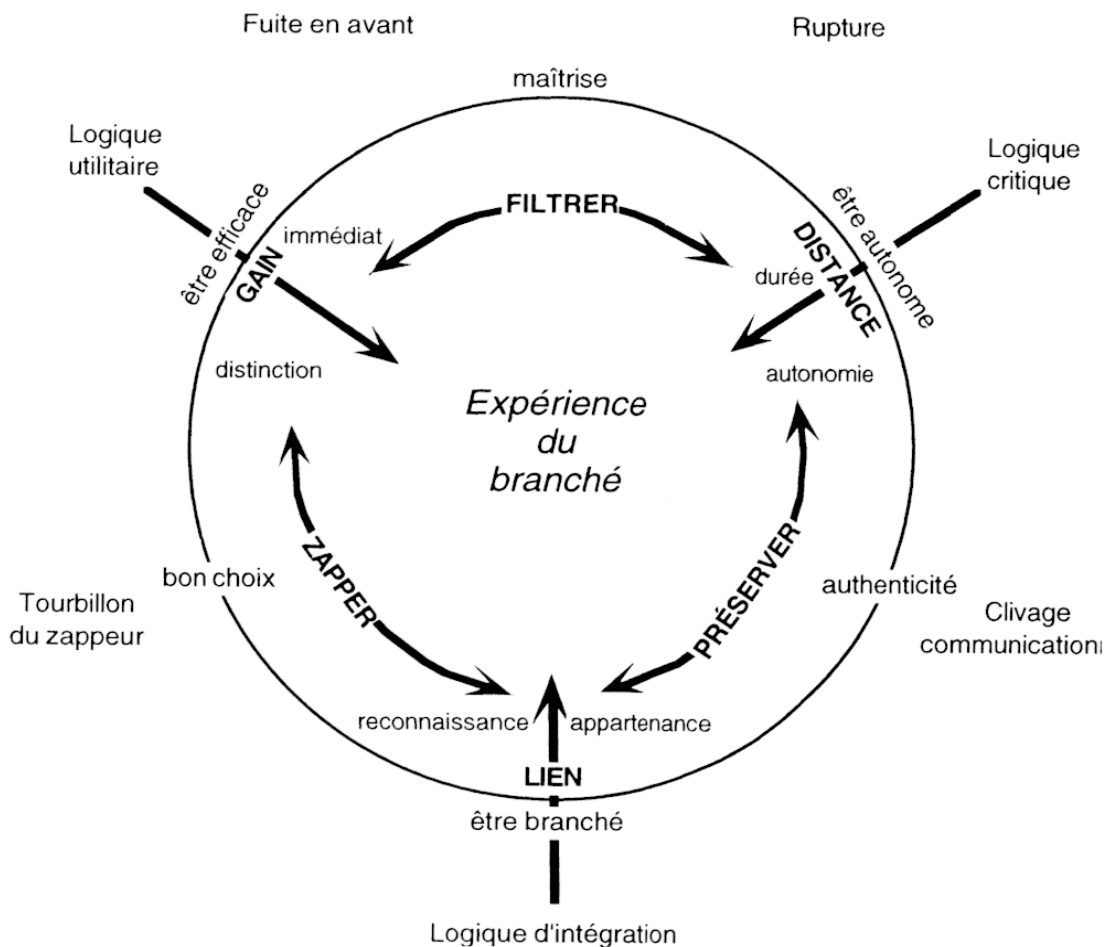 Fuite en avant
Rupture
maîtrise
Logique
utilitaire
Logique
critique
être efficace
GAIN
immédiat
FILTRER
durée
DISTANCE
être autonome
distinction
autonomie
Expérience
du
branché
ZAPPER
PRÉSERVER
bon choix
authenticité
Tourbillon
du zappeur
Clivage
communication
reconnaissance
appartenance
LIEN
être branché
Logique d'intégration